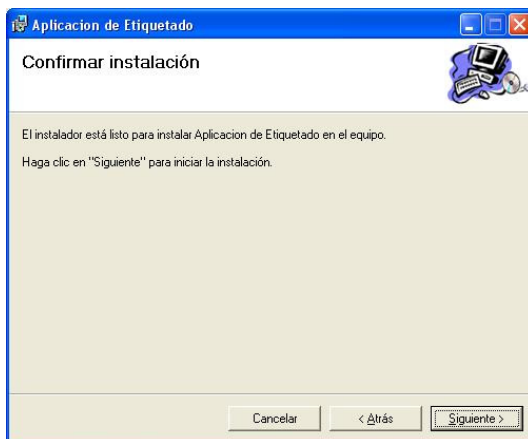 Aplicacion de Etiquetado
Confirmar instalación
El instalador está listo para instalar Aplicacion de Etiquetado en el equipo.
Haga clic en "Siguiente" para iniciar la instalación.
Cancelar
< Atrás
Siguiente >